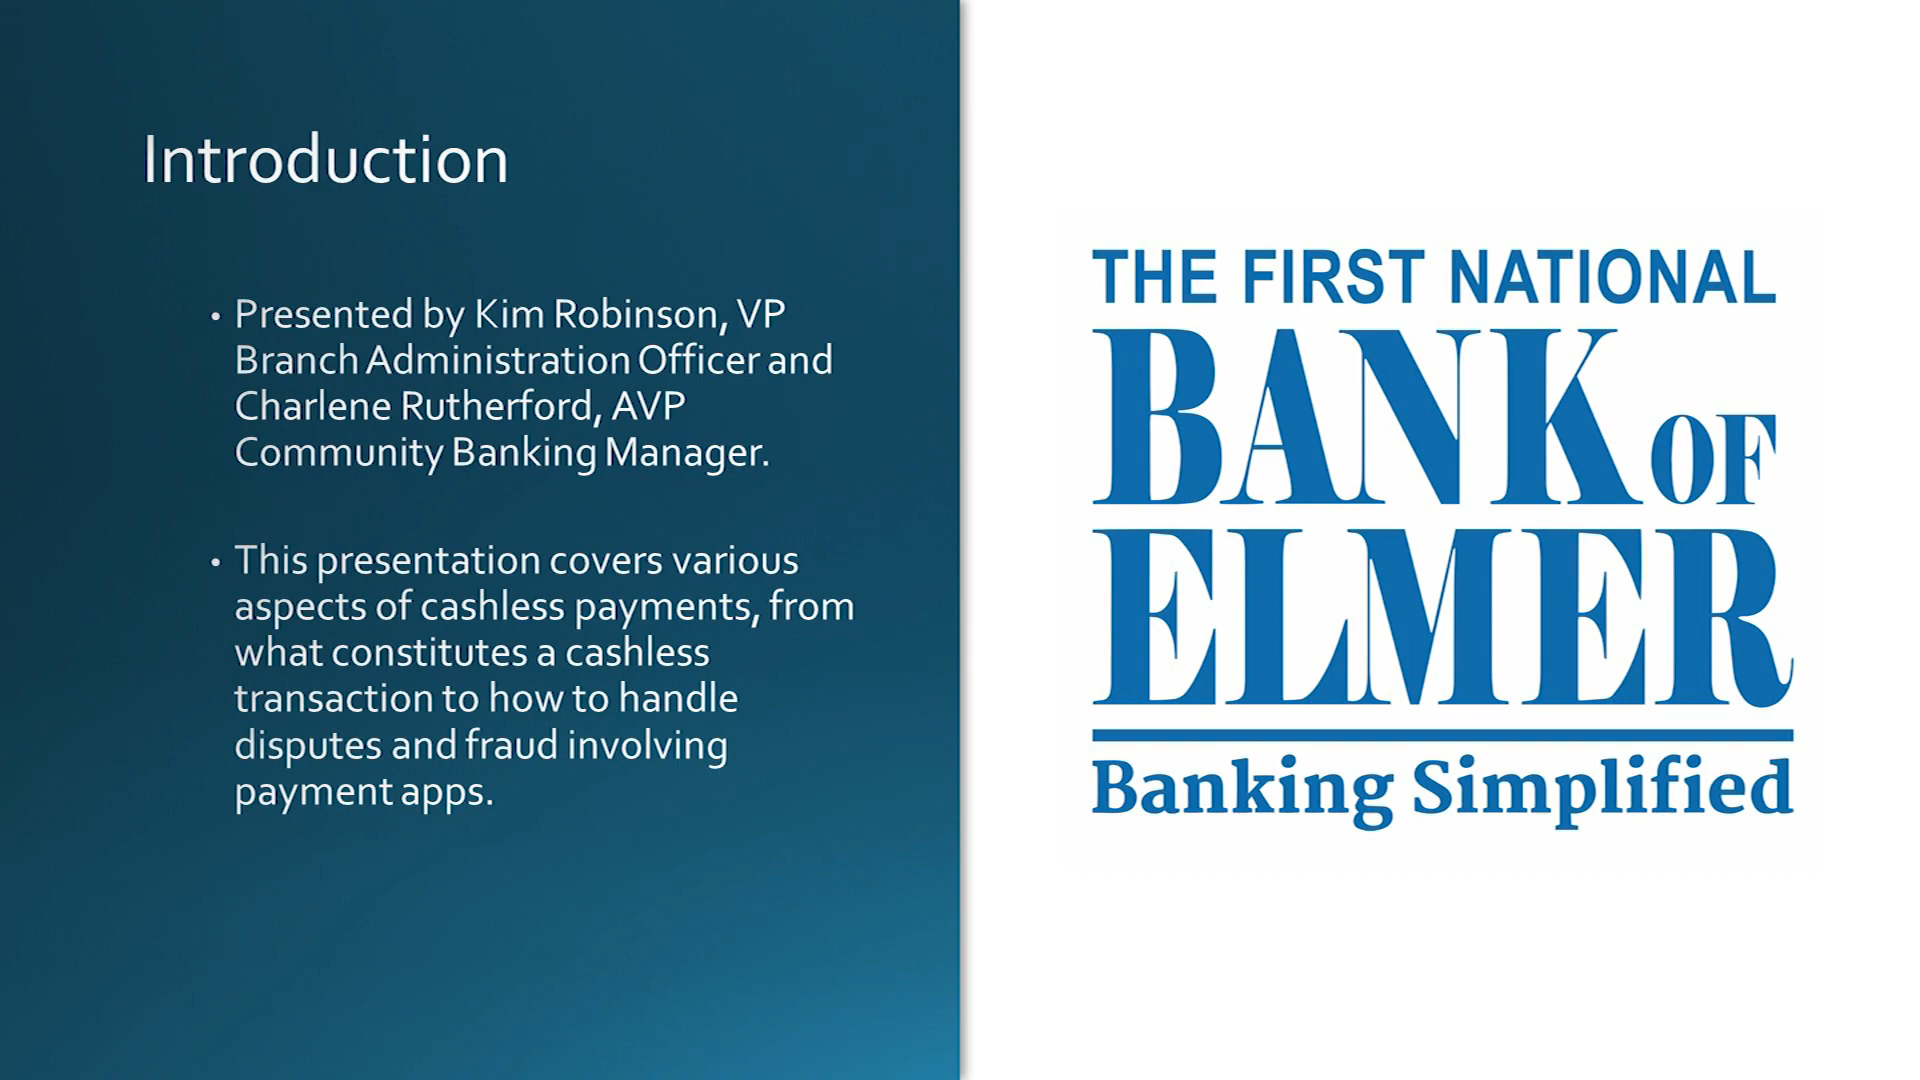 Introduction
• Presented by Kim Robinson, VP
Branch Administration Officer and
Charlene Rutherford, AVP
Community Banking Manager.
• This presentation covers various
aspects of cashless payments, from
what constitutes a cashless
transaction to how to handle
disputes and fraud involving
payment apps.
THE FIRST NATIONAL
BANK OF
ELMER
Banking Simplified